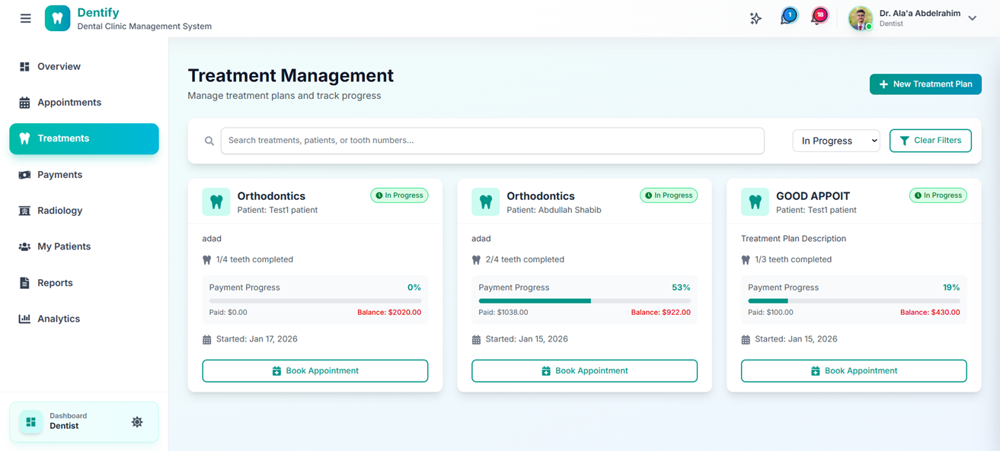 Dentify
Dental Clinic Management System
1
18
Dr. Ala'a Abdelrahim
Dentist
Overview
Appointments
Treatments
Payments
Radiology
My Patients
Reports
Analytics
Dashboard
Dentist
Treatment Management
Manage treatment plans and track progress
New Treatment Plan
Search treatments, patients, or tooth numbers...
In Progress
Clear Filters
Orthodontics
Patient: Test1 patient
In Progress
adad
1/4 teeth completed
Payment Progress
0%
Paid: $0.00
Balance: $2020.00
Started: Jan 17, 2026
Book Appointment
Orthodontics
Patient: Abdullah Shabib
In Progress
adad
2/4 teeth completed
Payment Progress
53%
Paid: $1038.00
Balance: $922.00
Started: Jan 15, 2026
Book Appointment
GOOD APPOIT
Patient: Test1 patient
In Progress
Treatment Plan Description
1/3 teeth completed
Payment Progress
19%
Paid: $100.00
Balance: $430.00
Started: Jan 15, 2026
Book Appointment